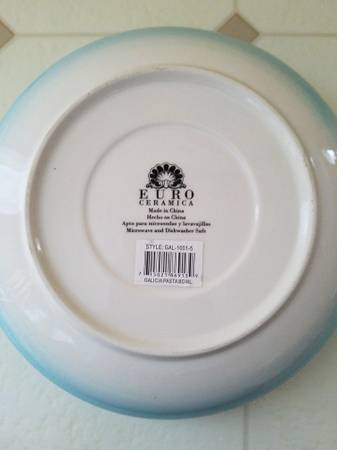 EURO
CERAMICA
Made in China
Hecho en China
Apto para microondas y lavavajillas
Microwave and Dishwasher Safe
STYLE: GAL-1051-5
GALICIA PASTA BOWL